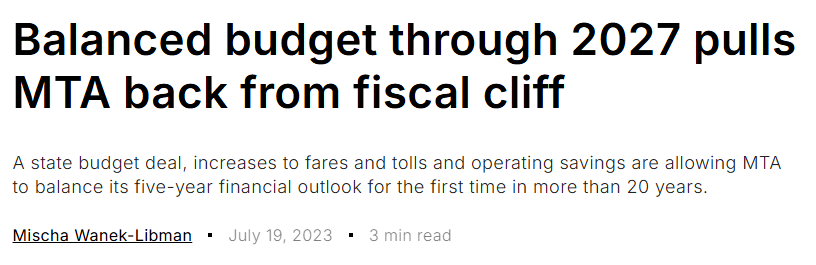 Balanced budget through 2027 pulls
MTA back from fiscal cliff
A state budget deal, increases to fares and tolls and operating savings are allowing MTA
to balance its five-year financial outlook for the first time in more than 20 years.
Mischa Wanek-Libman ▪ July 19, 2023 ▪ 3 min read